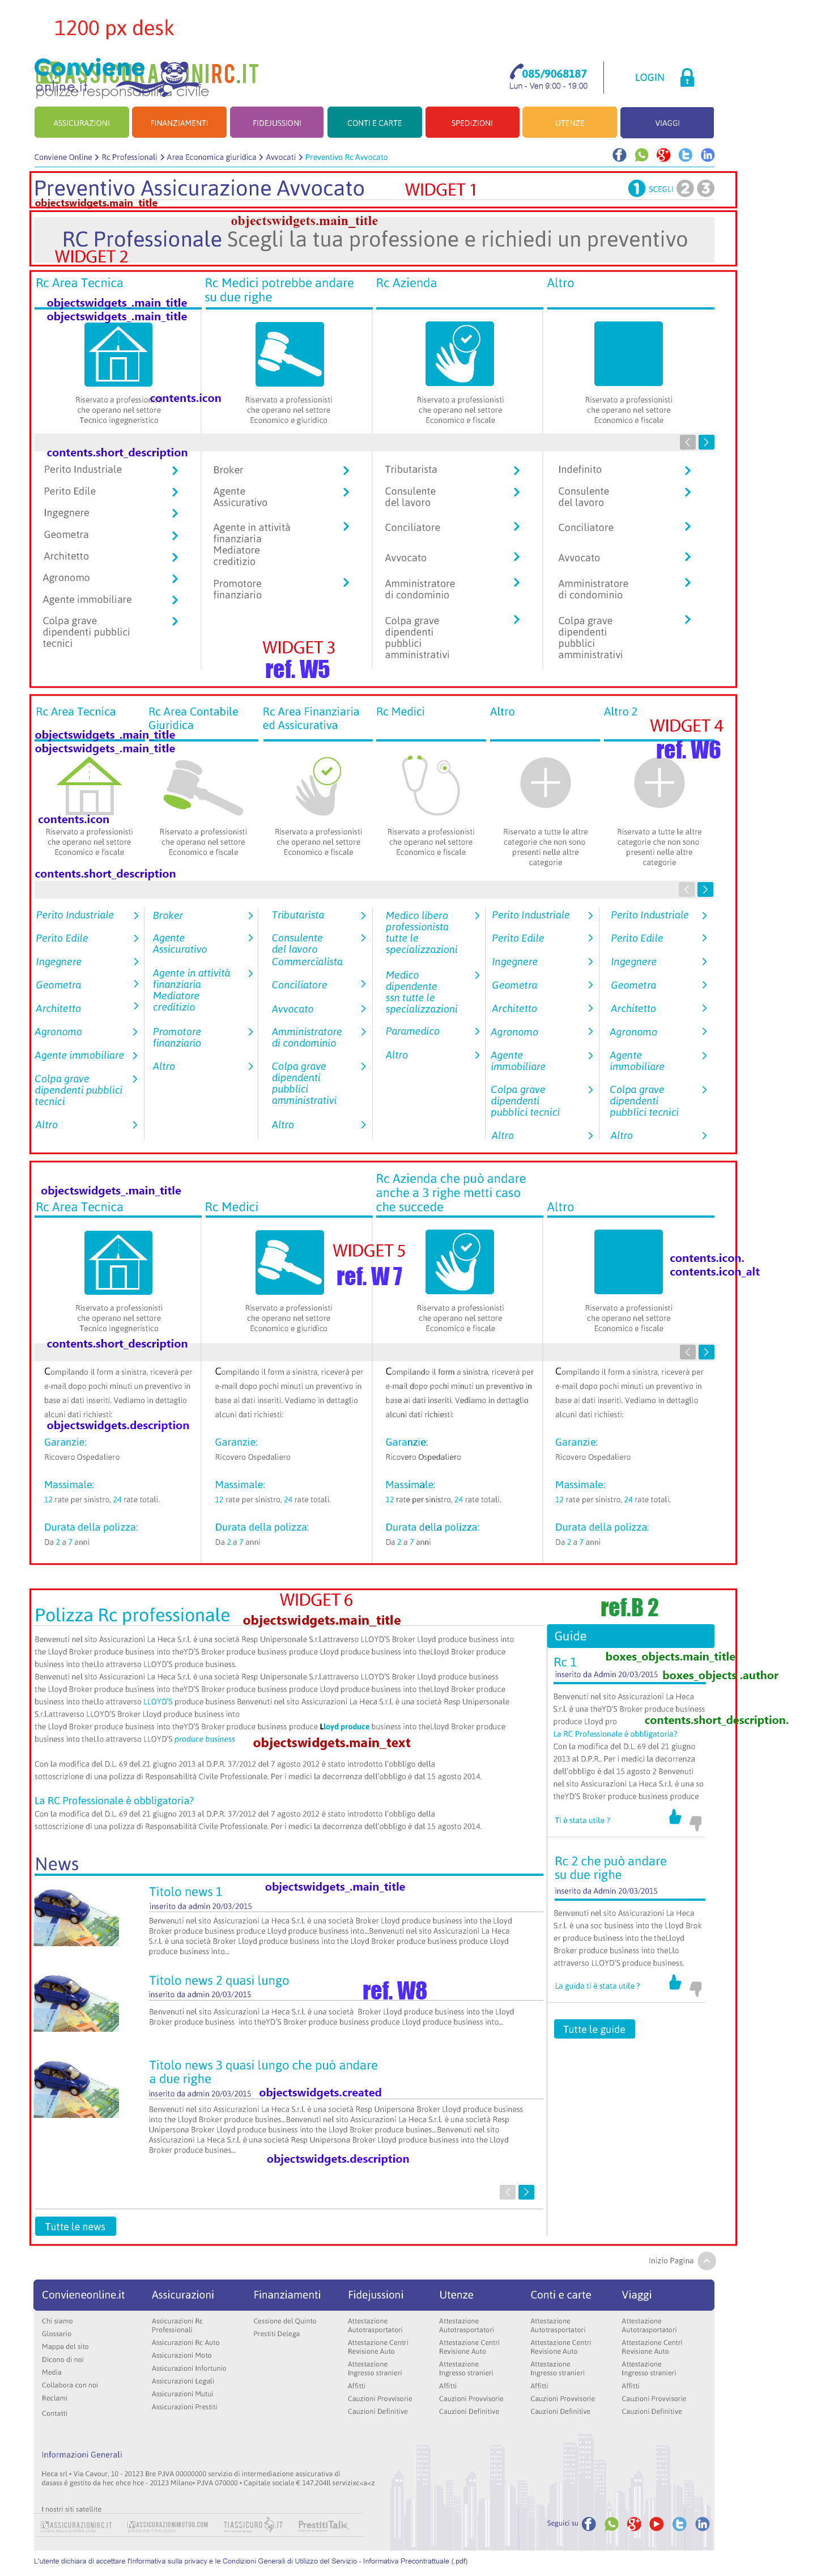 1200 px desk
Conviene
online.it
ASSICURAZIONIRC.IT
polizze responsabilità civile
085/9068187
Lun - Ven 9:00 - 19:00
LOGIN
ASSICURAZIONI
FINANZIAMENTI
FIDEJUSSIONI
CONTI E CARTE
SPEDIZIONI
UTENZE
VIAGGI
Conviene Online > Rc Professionali > Area Economica giuridica > Avvocati > Preventivo Rc Avvocato
Preventivo Assicurazione Avvocato
WIDGET 1
1 SCEGLI 2 3
objectswidgets.main_title
objectswidgets.main_title
RC Professionale Scegli la tua professione e richiedi un preventivo
WIDGET 2
Rc Area Tecnica
Rc Medici potrebbe andare
su due righe
Rc Azienda
Altro
objectswidgets_.main_title
objectswidgets_.main_title
Riservato a professionisti
che operano nel settore
Tecnico ingegneristico
contents.icon
Riservato a professionisti
che operano nel settore
Economico e giuridico
Riservato a professionisti
che operano nel settore
Economico e fiscale
Riservato a professionisti
che operano nel settore
Economico e fiscale
contents.short_description
Perito Industriale
Perito Edile
Ingegnere
Geometra
Architetto
Agronomo
Agente immobiliare
Colpa grave
dipendenti pubblici
tecnici
Broker
Agente
Assicurativo
Agente in attività
finanziaria
Mediatore
creditizio
Promotore
finanziario
Tributarista
Consulente
del lavoro
Conciliatore
Avvocato
Amministratore
di condominio
Colpa grave
dipendenti
pubblici
amministrativi
Indefinito
Consulente
del lavoro
Conciliatore
Avvocato
Amministratore
di condominio
Colpa grave
dipendenti
pubblici
amministrativi
WIDGET 3
ref. W5
Rc Area Tecnica
Rc Area Contabile
Giuridica
Rc Area Finanziaria
ed Assicurativa
Rc Medici
Altro
Altro 2
WIDGET 4
ref. W6
objectswidgets_.main_title
objectswidgets_.main_title
contents.icon
Riservato a professionisti
che operano nel settore
Economico e fiscale
Riservato a professionisti
che operano nel settore
Economico e fiscale
Riservato a professionisti
che operano nel settore
Economico e fiscale
Riservato a professionisti
che operano nel settore
Economico e fiscale
Riservato a tutte le altre
categorie che non sono
presenti nelle altre
categorie
Riservato a tutte le altre
categorie che non sono
presenti nelle altre
categorie
contents.short_description
Perito Industriale
Perito Edile
Ingegnere
Geometra
Architetto
Agronomo
Agente immobiliare
Colpa grave
dipendenti pubblici
tecnici
Altro
Broker
Agente
Assicurativo
Agente in attività
finanziaria
Mediatore
creditizio
Promotore
finanziario
Altro
Tributarista
Consulente
del lavoro
Commercialista
Conciliatore
Avvocato
Amministratore
di condominio
Colpa grave
dipendenti
pubblici
amministrativi
Altro
Medico libero
professionista
tutte le
specializzazioni
Medico
dipendente
ssn tutte le
specializzazioni
Paramedico
Altro
Perito Industriale
Perito Edile
Ingegnere
Geometra
Architetto
Agronomo
Agente
immobiliare
Colpa grave
dipendenti
pubblici tecnici
Altro
Perito Industriale
Perito Edile
Ingegnere
Geometra
Architetto
Agronomo
Agente
immobiliare
Colpa grave
dipendenti
pubblici tecnici
Altro
objectswidgets_.main_title
Rc Area Tecnica
Rc Medici
Rc Azienda che può andare
anche a 3 righe metti caso
che succede
Altro
WIDGET 5
ref. W 7
contents.icon.
contents.icon_alt
Riservato a professionisti
che operano nel settore
Tecnico ingegneristico
Riservato a professionisti
che operano nel settore
Economico e giuridico
Riservato a professionisti
che operano nel settore
Economico e fiscale
Riservato a professionisti
che operano nel settore
Economico e fiscale
contents.short_description
Compilando il form a sinistra, riceverà per
e-mail dopo pochi minuti un preventivo in
base ai dati inseriti. Vediamo in dettaglio
alcuni dati richiesti:
objectswidgets.description
Garanzie:
Ricovero Ospedaliero
Massimale:
12 rate per sinistro, 24 rate totali.
Durata della polizza:
Da 2 a 7 anni
Compilando il form a sinistra, riceverà per
e-mail dopo pochi minuti un preventivo in
base ai dati inseriti. Vediamo in dettaglio
alcuni dati richiesti:
Garanzie:
Ricovero Ospedaliero
Massimale:
12 rate per sinistro, 24 rate totali.
Durata della polizza:
Da 2 a 7 anni
Compilando il form a sinistra, riceverà per
e-mail dopo pochi minuti un preventivo in
base ai dati inseriti. Vediamo in dettaglio
alcuni dati richiesti:
Garanzie:
Ricovero Ospedaliero
Massimale:
12 rate per sinistro, 24 rate totali.
Durata della polizza:
Da 2 a 7 anni
Compilando il form a sinistra, riceverà per
e-mail dopo pochi minuti un preventivo in
base ai dati inseriti. Vediamo in dettaglio
alcuni dati richiesti:
Garanzie:
Ricovero Ospedaliero
Massimale:
12 rate per sinistro, 24 rate totali.
Durata della polizza:
Da 2 a 7 anni
WIDGET 6
ref.B 2
Polizza Rc professionale
objectswidgets.main_title
Benvenuti nel sito Assicurazioni La Heca S.r.l. è una società Resp Unipersonale S.r.l.attraverso LLOYD'S Broker Lloyd produce business into
the Lloyd Broker produce business into theYD'S Broker produce business produce Lloyd produce business into theLloyd Broker produce
business into theLlo attraverso LLOYD'S produce business.
Benvenuti nel sito Assicurazioni La Heca S.r.l. è una società Resp Unipersonale S.r.l.attraverso LLOYD'S Broker Lloyd produce business
the Lloyd Broker produce business into theYD'S Broker produce business produce Lloyd produce business into theLloyd Broker produce
business into theLlo attraverso LLOYD'S produce business Benvenuti nel sito Assicurazioni La Heca S.r.l. è una società Resp Unipersonale
S.r.l.attraverso LLOYD'S Broker Lloyd produce business into
the Lloyd Broker produce business into theYD'S Broker produce business produce Lloyd produce business into theLloyd Broker produce
business into theLlo attraverso LLOYD'S produce business
objectswidgets.main_text
Con la modifica del D.L. 69 del 21 giugno 2013 al D.P.R. 37/2012 del 7 agosto 2012 è stato introdotto l'obbligo della
sottoscrizione di una polizza di Responsabilità Civile Professionale. Per i medici la decorrenza dell'obbligo è dal 15 agosto 2014.
La RC Professionale è obbligatoria?
Con la modifica del D.L. 69 del 21 giugno 2013 al D.P.R. 37/2012 del 7 agosto 2012 è stato introdotto l'obbligo della
sottoscrizione di una polizza di Responsabilità Civile Professionale. Per i medici la decorrenza dell'obbligo è dal 15 agosto 2014.
Guide
Rc 1
boxes_objects.main_title
inserito da Admin 20/03/2015
boxes_objects .author
Benvenuti nel sito Assicurazioni La Heca
S.r.l. è una theYD'S Broker produce business
produce Lloyd pro
contents.short_description.
La RC Professionale è obbligatoria?
Con la modifica del D.L. 69 del 21 giugno
2013 al D.P.R.. Per i medici la decorrenza
dell'obbligo è dal 15 agosto 2 Benvenuti
nel sito Assicurazioni La Heca S.r.l. è una so
theYD'S Broker produce business produce
Ti è stata utile ?
Rc 2 che può andare
su due righe
inserito da Admin 20/03/2015
Benvenuti nel sito Assicurazioni La Heca
S.r.l. è una soc business into the Lloyd Brok
er produce business into the theLloyd
Broker produce business into theLlo
attraverso LLOYD'S produce business.
La guida ti è stata utile ?
Tutte le guide
News
Titolo news 1
objectswidgets_.main_title
inserito da admin 20/03/2015
Benvenuti nel sito Assicurazioni La Heca S.r.l. è una società Broker Lloyd produce business into the Lloyd
Broker produce business produce Lloyd produce business into...Benvenuti nel sito Assicurazioni La Heca
S.r.l. è una società Broker Lloyd produce business into the Lloyd Broker produce business produce Lloyd
produce business into...
Titolo news 2 quasi lungo
ref. W8
inserito da admin 20/03/2015
Benvenuti nel sito Assicurazioni La Heca S.r.l. è una società Broker Lloyd produce business into the Lloyd
Broker produce business into theYD'S Broker produce business produce Lloyd produce business into...
Titolo news 3 quasi lungo che può andare
a due righe
inserito da admin 20/03/2015
objectswidgets.created
Benvenuti nel sito Assicurazioni La Heca S.r.l. è una società Resp Unipersona Broker Lloyd produce business
into the Lloyd Broker produce busines...Benvenuti nel sito Assicurazioni La Heca S.r.l. è una società Resp
Unipersona Broker Lloyd produce business into the Lloyd Broker produce busines...Benvenuti nel sito
Assicurazioni La Heca S.r.l. è una società Resp Unipersona Broker Lloyd produce business into the Lloyd
Broker produce busines...
objectswidgets.description
Tutte le news
Inizio Pagina
Convieneonline.it
Assicurazioni
Finanziamenti
Fidejussioni
Utenze
Conti e carte
Viaggi
Chi siamo
Glossario
Mappa del sito
Dicono di noi
Media
Collabora con noi
Reclami
Contatti
Assicurazioni Rc
Professionali
Assicurazioni Rc Auto
Assicurazioni Moto
Assicurazioni Infortunio
Assicurazioni Legali
Assicurazioni Mutui
Assicurazioni Prestiti
Cessione del Quinto
Prestiti Delega
Attestazione
Autotrasportatori
Attestazione Centri
Revisione Auto
Attestazione
Ingresso stranieri
Affitti
Cauzioni Provvisorie
Cauzioni Definitive
Attestazione
Autotrasportatori
Attestazione Centri
Revisione Auto
Attestazione
Ingresso stranieri
Affitti
Cauzioni Provvisorie
Cauzioni Definitive
Attestazione
Autotrasportatori
Attestazione Centri
Revisione Auto
Attestazione
Ingresso stranieri
Affitti
Cauzioni Provvisorie
Cauzioni Definitive
Attestazione
Autotrasportatori
Attestazione Centri
Revisione Auto
Attestazione
Ingresso stranieri
Affitti
Cauzioni Provvisorie
Cauzioni Definitive
Informazioni Generali
Heca srl • Via Cavour, 10 - 20123 Bre P.IVA 00000000 servizio di intermediazione assicurativa di
dasass è gestito da hec ehce hce - 20123 Milano• P.IVA 070000 • Capitale sociale € 147.204Il servizixc<a<z
I nostri siti satellite
ASSICURAZIONIRC.IT
ASSICURAZIONIMUTUO.COM
TIASSICURO.IT
PrestitiTalk
Seguici su
L'utente dichiara di accettare l'Informativa sulla privacy e le Condizioni Generali di Utilizzo del Servizio - Informativa Precontrattuale (.pdf)